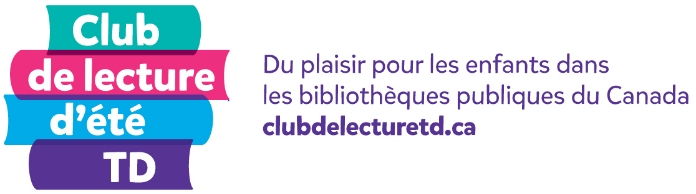 Club
de lecture
d'été
TD
Du plaisir pour les enfants dans
les bibliothèques publiques du Canada
clubdelecturetd.ca